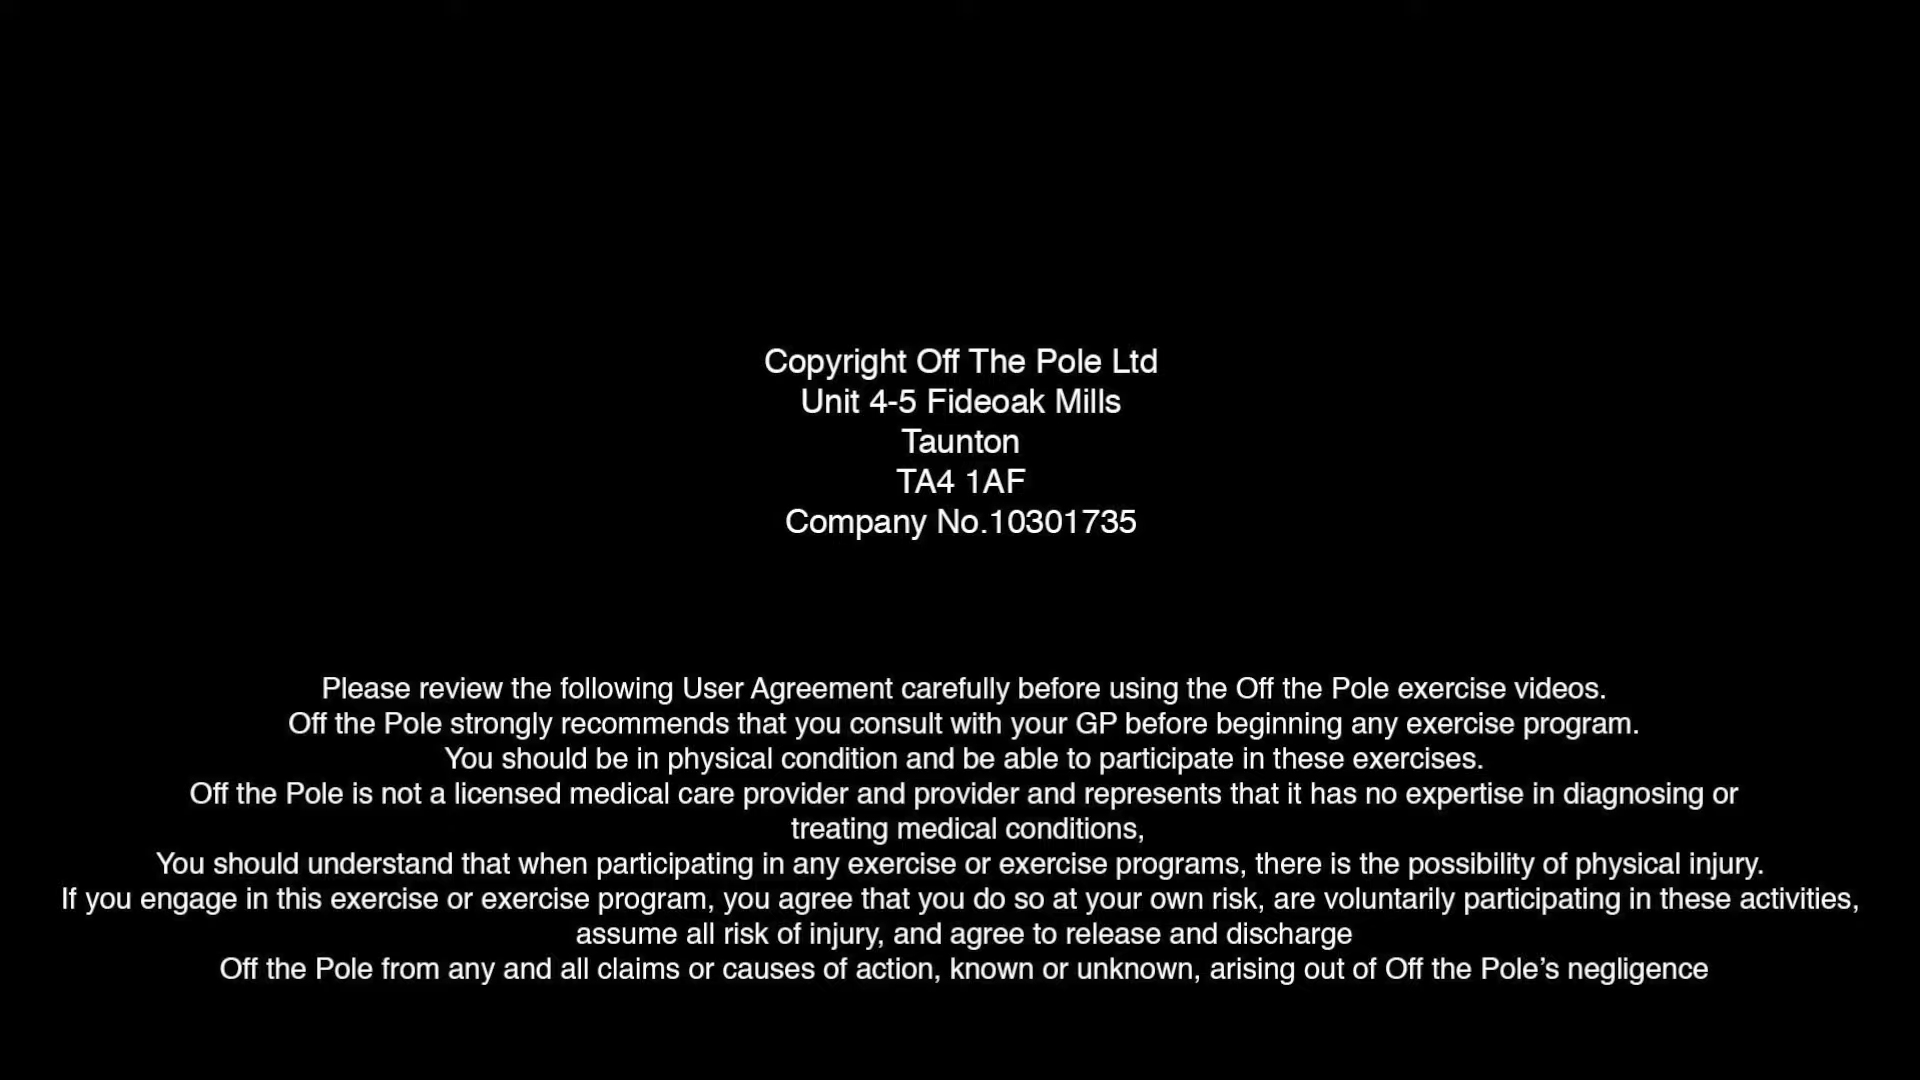 Copyright Off The Pole Ltd
Unit 4-5 Fideoak Mills
Taunton
TA4 1AF
Company No.10301735
Please review the following User Agreement carefully before using the Off the Pole exercise videos.
Off the Pole strongly recommends that you consult with your GP before beginning any exercise program.
You should be in physical condition and be able to participate in these exercises.
Off the Pole is not a licensed medical care provider and provider and represents that it has no expertise in diagnosing or
treating medical conditions,
You should understand that when participating in any exercise or exercise programs, there is the possibility of physical injury.
If you engage in this exercise or exercise program, you agree that you do so at your own risk, are voluntarily participating in these activities,
assume all risk of injury, and agree to release and discharge
Off the Pole from any and all claims or causes of action, known or unknown, arising out of Off the Pole’s negligence